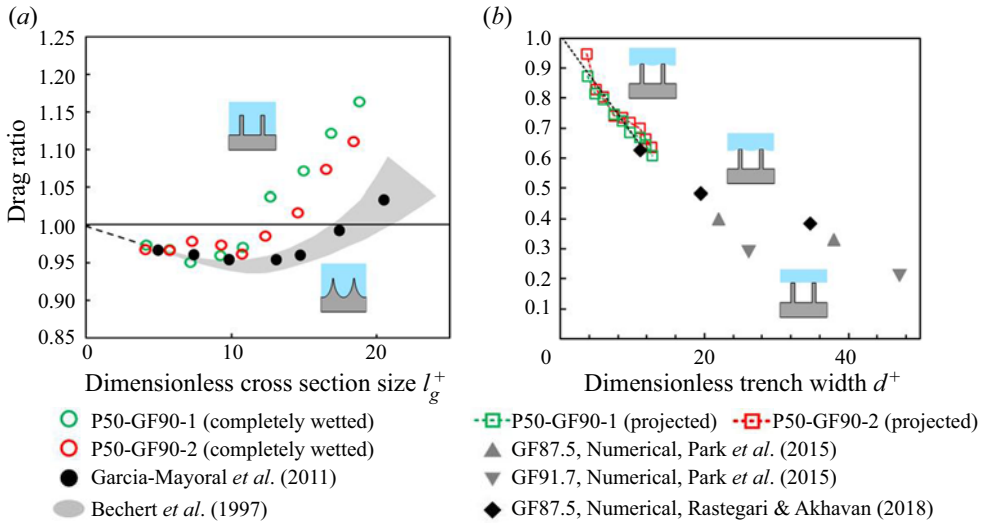 (a)
(b)
1.25
1.20
1.15
1.10
1.05
1.00
0.95
0.90
0.85
Drag ratio
0
10
20
Dimensionless cross section size l_g^+
1.0
0.9
0.8
0.7
0.6
0.5
0.4
0.3
0.2
0.1
0
20
40
Dimensionless trench width d^+
P50-GF90-1 (completely wetted)
P50-GF90-2 (completely wetted)
Garcia-Mayoral et al. (2011)
Bechert et al. (1997)
P50-GF90-1 (projected)
P50-GF90-2 (projected)
GF87.5, Numerical, Park et al. (2015)
GF91.7, Numerical, Park et al. (2015)
GF87.5, Numerical, Rastegari & Akhavan (2018)